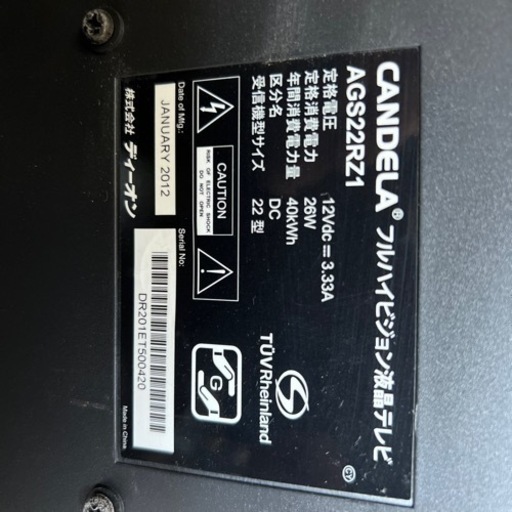 CANDELA® フルハイビジョン液晶テレビ
AGS22RZ1
定格電圧 12Vdc 3.33A
定格消費電力 26W
年間消費電力量 40kWh
区分名 DC
受信機型サイズ 22 型
TÜVRheinland
CAUTION
RISK OF ELECTRIC SHOCK
DO NOT OPEN
G
Date of Mfg.:
JANUARY 2012
Serial No:
DR201ET500420
株式会社 ディーオン
Made in China